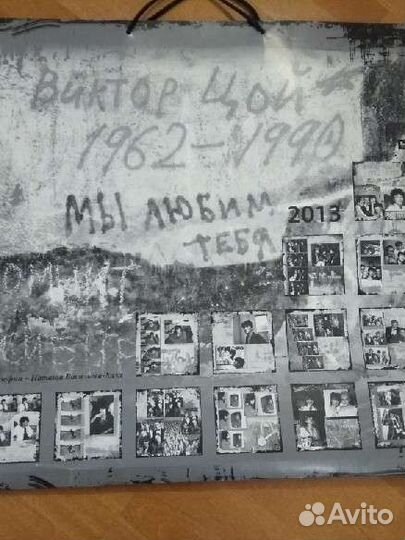 ВИКТОР ЦОЙ
1962-1990
МЫ ЛЮБИМ
ТЕБЯ
2013
Avito